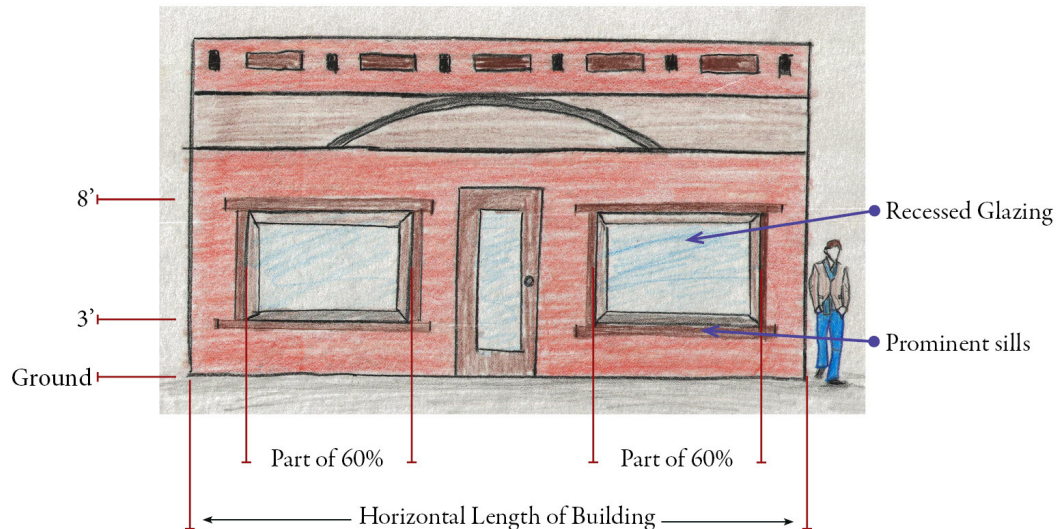 8’
Recessed Glazing
3’
Prominent sills
Ground
Part of 60%
Part of 60%
Horizontal Length of Building